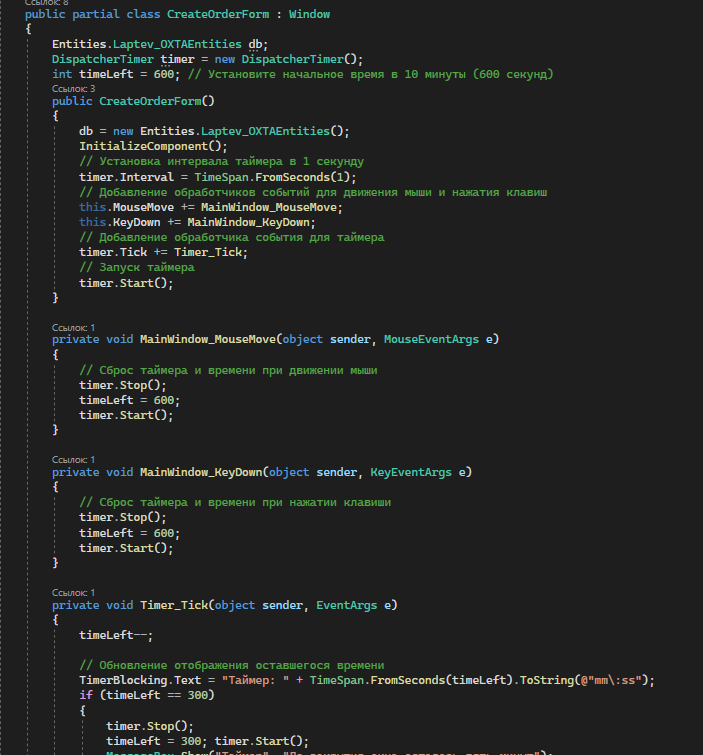 Ссылок: 8
public partial class CreateOrderForm : Window
{
Entities.Laptev_OXTAEntities db;
DispatcherTimer timer = new DispatcherTimer();
int timeLeft = 600; // Установите начальное время в 10 минуты (600 секунд)
Ссылок: 3
public CreateOrderForm()
{
db = new Entities.Laptev_OXTAEntities();
InitializeComponent();
// Установка интервала таймера в 1 секунду
timer.Interval = TimeSpan.FromSeconds(1);
// Добавление обработчиков событий для движения мыши и нажатия клавиш
this.MouseMove += MainWindow_MouseMove;
this.KeyDown += MainWindow_KeyDown;
// Добавление обработчика события для таймера
timer.Tick += Timer_Tick;
// Запуск таймера
timer.Start();
}
Ссылок: 1
private void MainWindow_MouseMove(object sender, MouseEventArgs e)
{
// Сброс таймера и времени при движении мыши
timer.Stop();
timeLeft = 600;
timer.Start();
}
Ссылок: 1
private void MainWindow_KeyDown(object sender, KeyEventArgs e)
{
// Сброс таймера и времени при нажатии клавиши
timer.Stop();
timeLeft = 600;
timer.Start();
}
Ссылок: 1
private void Timer_Tick(object sender, EventArgs e)
{
timeLeft--;
// Обновление отображения оставшегося времени
TimerBlocking.Text = "Таймер: " + TimeSpan.FromSeconds(timeLeft).ToString(@"mm\:ss");
if (timeLeft == 300)
{
timer.Stop();
timeLeft = 300; timer.Start();